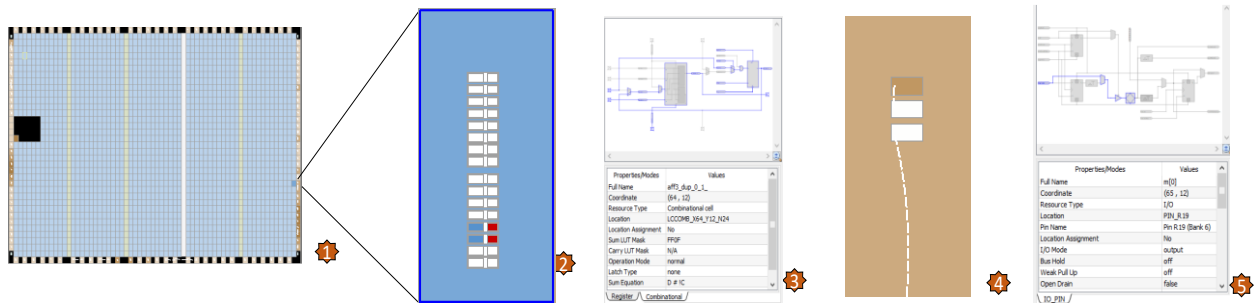 1
2
Properties/Modes Values
Full Name aff3_dup_0_1_
Coordinate (64, 12)
Resource Type Combinational cell
Location LCCOMB_X64_Y12_N24
Location Assignment No
Sum LUT Mask FF0F
Carry LUT Mask N/A
Operation Mode normal
Latch Type none
Sum Equation D # !C
Register Combinational
3
4
Properties/Modes Values
Full Name m[0]
Coordinate (65, 12)
Resource Type I/O
Location PIN_R19
Pin Name Pin R19 (Bank 6)
Location Assignment No
I/O Mode output
Bus Hold off
Weak Pull Up off
Open Drain false
IO_PIN
5